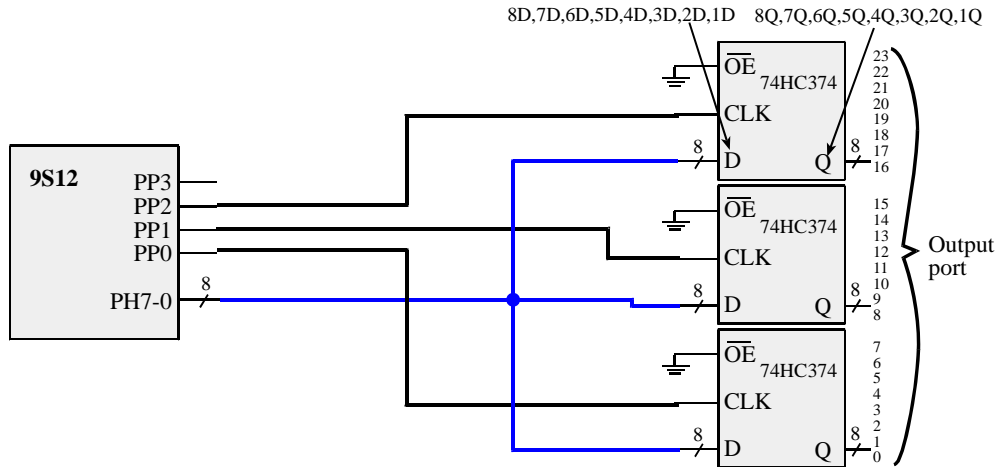 8D,7D,6D,5D,4D,3D,2D,1D
8Q,7Q,6Q,5Q,4Q,3Q,2Q,1Q
OE
74HC374
CLK
8
D
Q
8
23
22
21
20
19
18
17
16
9S12
PP3
PP2
PP1
PP0
PH7-0
8
OE
74HC374
CLK
8
D
Q
8
15
14
13
12
11
10
9
8
Output
port
OE
74HC374
CLK
8
D
Q
8
7
6
5
4
3
2
1
0